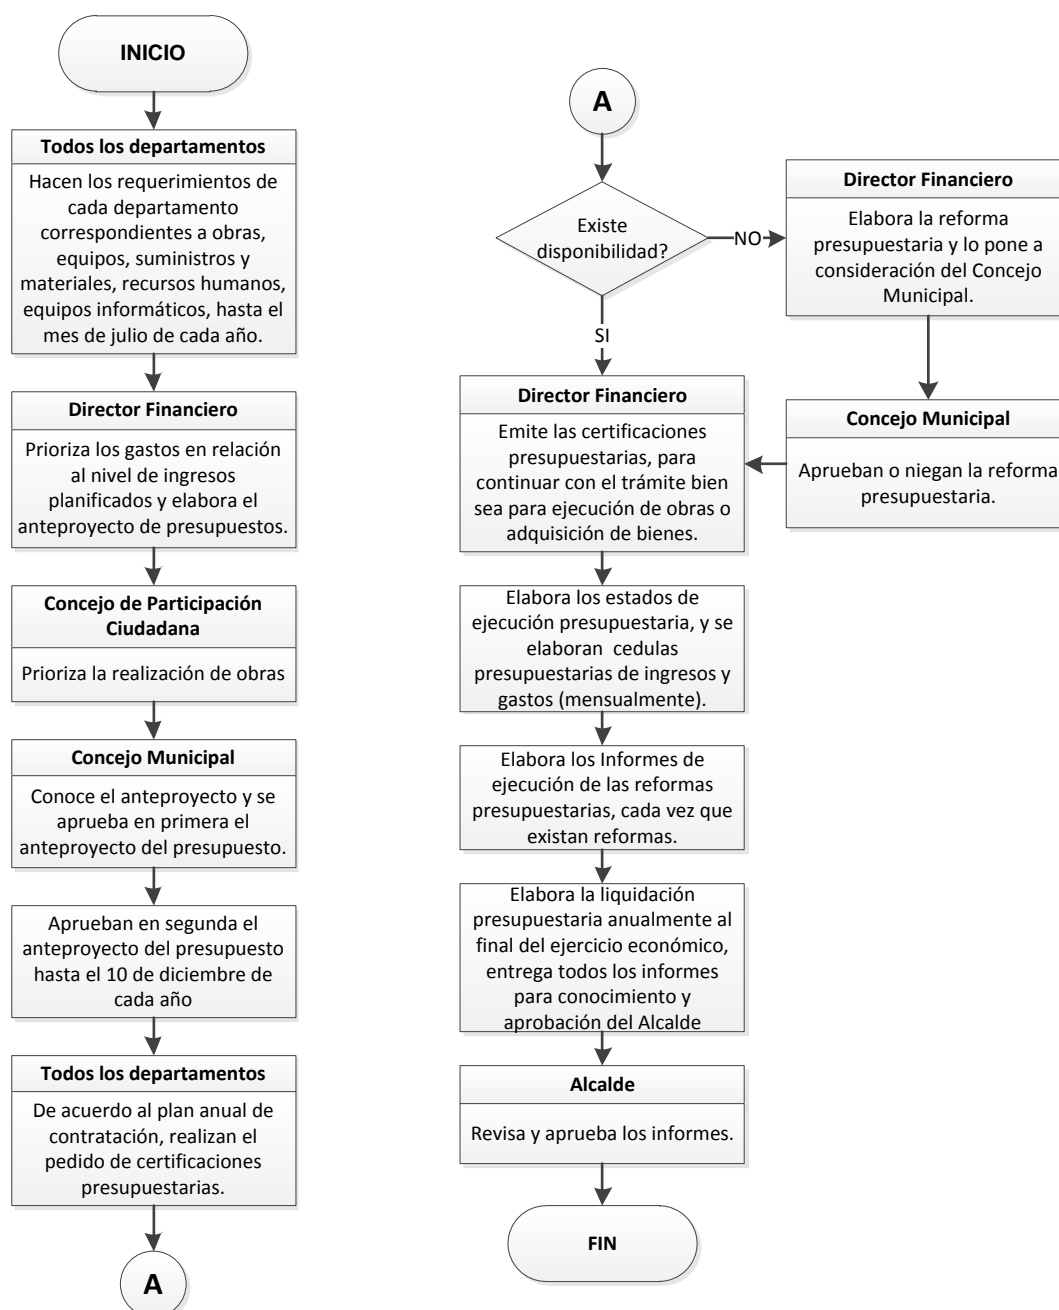 INICIO
Todos los departamentos
Hacen los requerimientos de
cada departamento
correspondientes a obras,
equipos, suministros y
materiales, recursos humanos,
equipos informáticos, hasta el
mes de julio de cada año.
Director Financiero
Prioriza los gastos en relación
al nivel de ingresos
planificados y elabora el
anteproyecto de presupuestos.
Concejo de Participación
Ciudadana
Prioriza la realización de obras
Concejo Municipal
Conoce el anteproyecto y se
aprueba en primera el
anteproyecto del presupuesto.
Aprueban en segunda el
anteproyecto del presupuesto
hasta el 10 de diciembre de
cada año
Todos los departamentos
De acuerdo al plan anual de
contratación, realizan el
pedido de certificaciones
presupuestarias.
A
A
Existe
disponibilidad?
NO
Director Financiero
Elabora la reforma
presupuestaria y lo pone a
consideración del Concejo
Municipal.
Concejo Municipal
Aprueban o niegan la reforma
presupuestaria.
SI
Director Financiero
Emite las certificaciones
presupuestarias, para
continuar con el trámite bien
sea para ejecución de obras o
adquisición de bienes.
Elabora los estados de
ejecución presupuestaria, y se
elaboran cedulas
presupuestarias de ingresos y
gastos (mensualmente).
Elabora los Informes de
ejecución de las reformas
presupuestarias, cada vez que
existan reformas.
Elabora la liquidación
presupuestaria anualmente al
final del ejercicio económico,
entrega todos los informes
para conocimiento y
aprobación del Alcalde
Alcalde
Revisa y aprueba los informes.
FIN